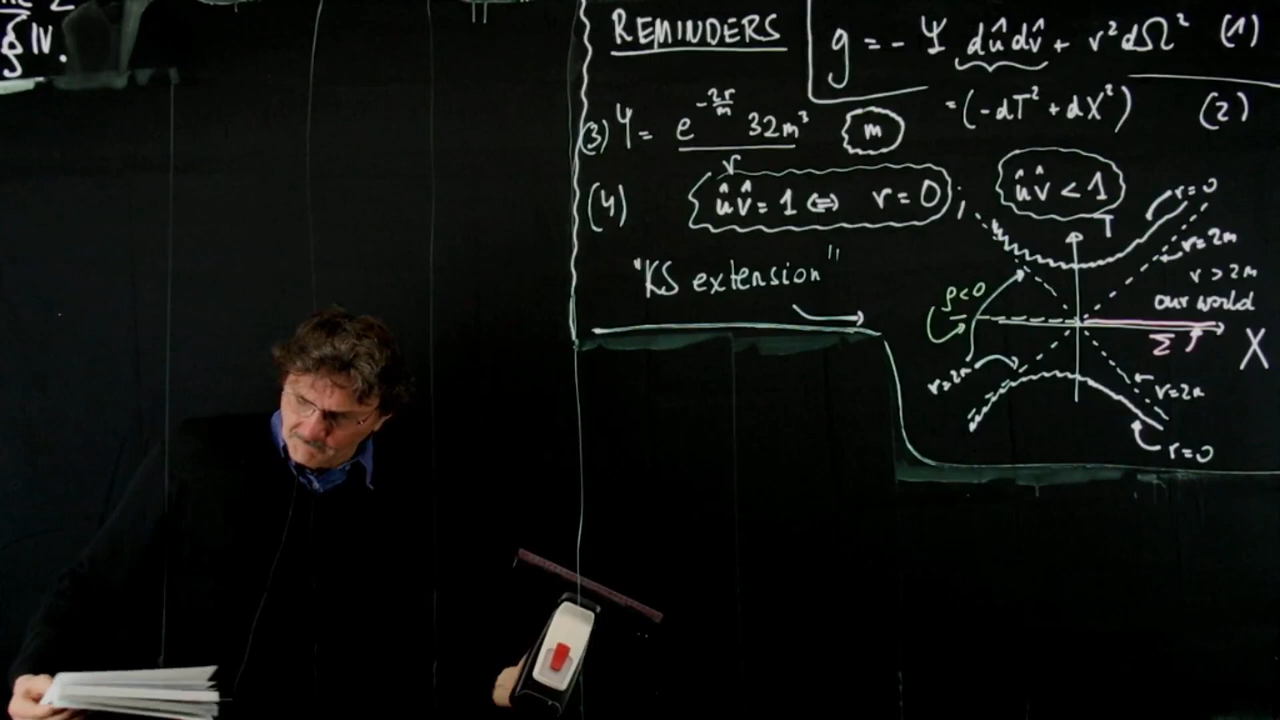 § IV.
REMINDERS
g = - Ψ dûdv̂ + r²dΩ² (1)
= (-dT² + dX²) (2)
(3) Ψ = e^{-2r/m} 32m³ / r
m
(4) ûv̂ = 1 ⇔ r = 0 ; ûv̂ < 1
"KS extension"
T
r=0
r=2m
r > 2m
our world
ρ<0
Σ
X
r=2m
r=2m
r=0